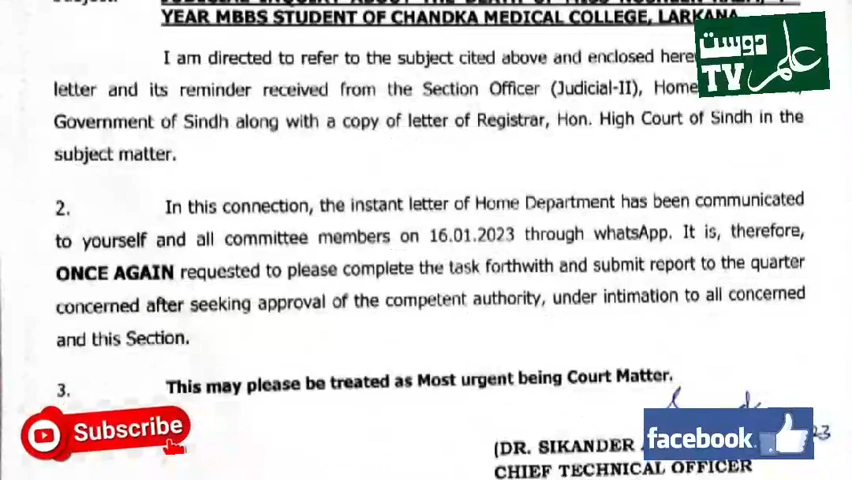 YEAR MBBS STUDENT OF CHANDKA MEDICAL COLLEGE, LARKANA
I am directed to refer to the subject cited above and enclosed
letter and its reminder received from the Section Officer (Judicial-II), Home
Government of Sindh along with a copy of letter of Registrar, Hon. High Court of Sindh in the
subject matter.
2. In this connection, the instant letter of Home Department has been communicated
to yourself and all committee members on 16.01.2023 through whatsApp. It is, therefore,
ONCE AGAIN requested to please complete the task forthwith and submit report to the quarter
concerned after seeking approval of the competent authority, under intimation to all concerned
and this Section.
3. This may please be treated as Most urgent being Court Matter.
(DR. SIKANDER
CHIEF TECHNICAL OFFICER
علم دوست
TV
Subscribe
facebook